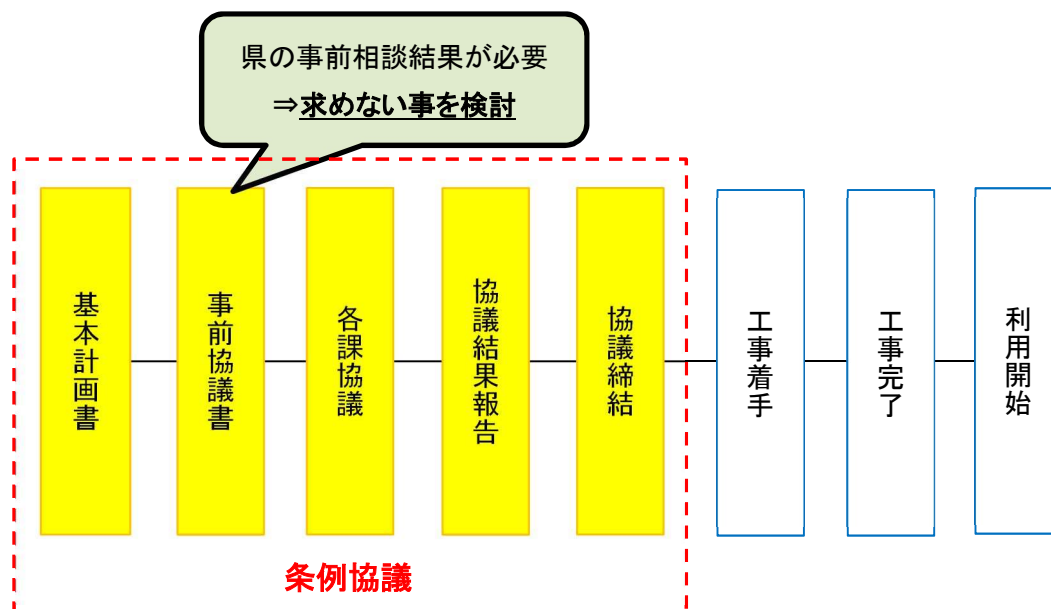 県の事前相談結果が必要
⇒求めない事を検討
基本計画書
事前協議書
各課協議
協議結果報告
協議締結
工事着手
工事完了
利用開始
条例協議